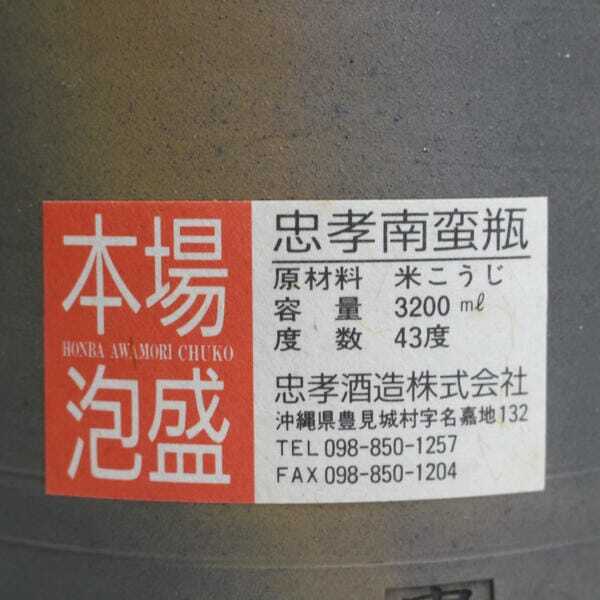 本場
HONBA AWAMORI CHUKO
泡盛
忠孝南蛮瓶
原材料 米こうじ
容量 3200㎖
度数 43度
忠孝酒造株式会社
沖縄県豊見城村字名嘉地132
TEL 098-850-1257
FAX 098-850-1204